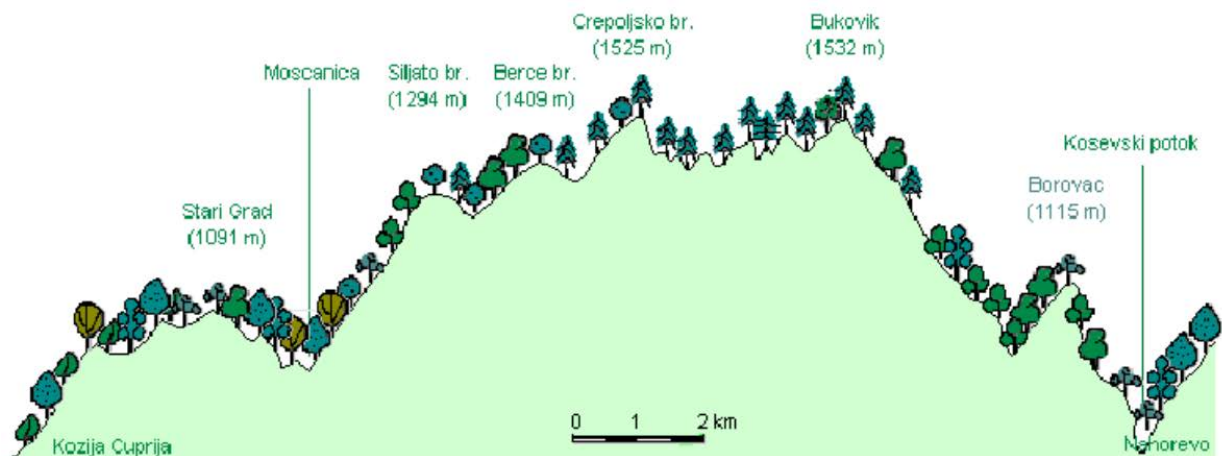 Crepoljsko br.
(1525 m)
Bukovik
(1532 m)
Moscanica
Siljato br.
(1294 m)
Berce br.
(1409 m)
Kosevski potok
Borovac
(1115 m)
Stari Grad
(1091 m)
0 1 2 km
Kozija Cuprija
Nahorevo